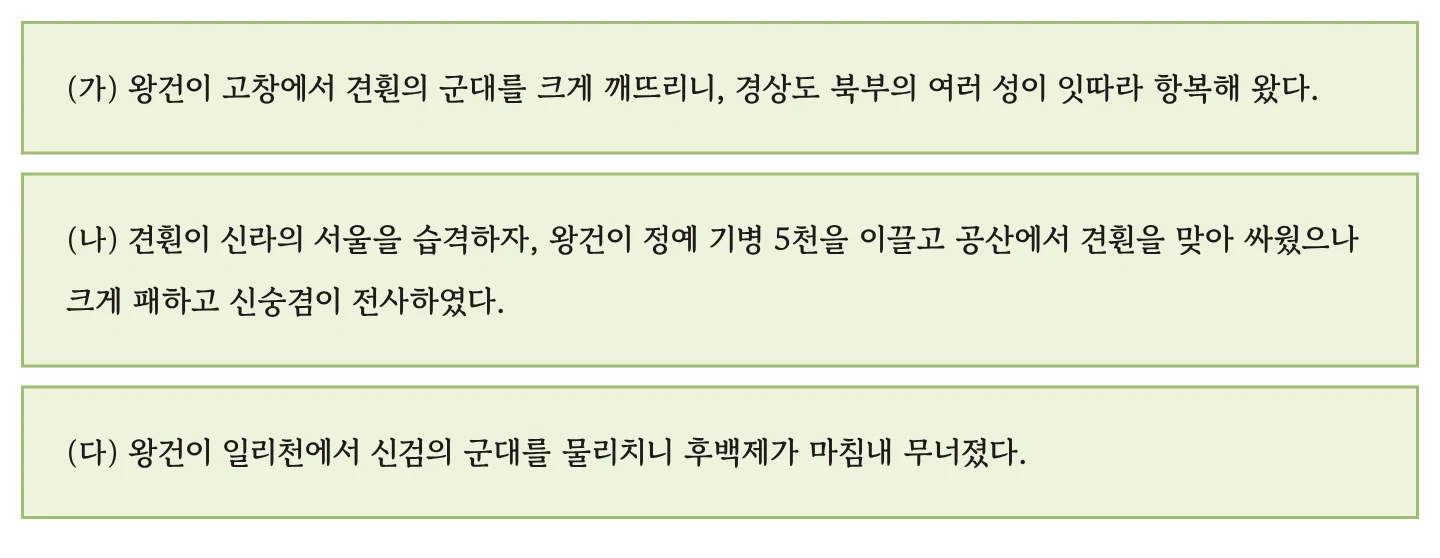 (가) 왕건이 고창에서 견훤의 군대를 크게 깨뜨리니, 경상도 북부의 여러 성이 잇따라 항복해 왔다.
(나) 견훤이 신라의 서울을 습격하자, 왕건이 정예 기병 5천을 이끌고 공산에서 견훤을 맞아 싸웠으나
크게 패하고 신숭겸이 전사하였다.
(다) 왕건이 일리천에서 신검의 군대를 물리치니 후백제가 마침내 무너졌다.